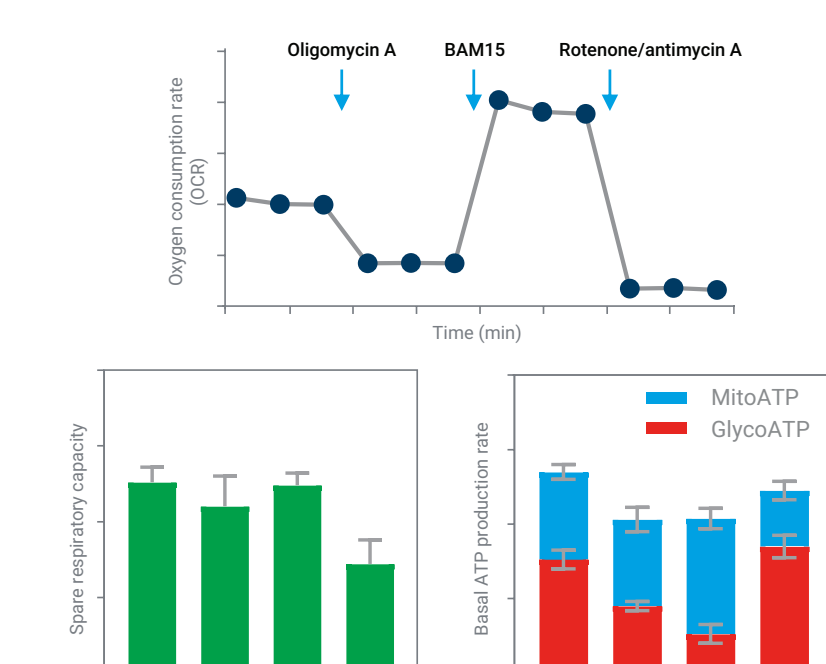 Oligomycin A
BAM15
Rotenone/antimycin A
Oxygen consumption rate
(OCR)
Time (min)
Spare respiratory capacity
Basal ATP production rate
MitoATP
GlycoATP